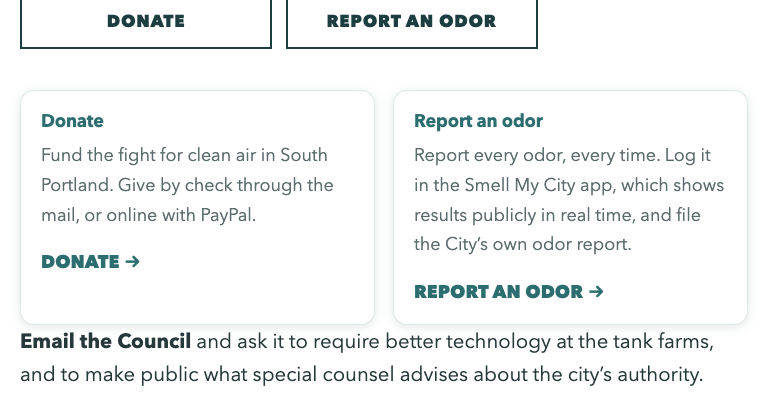 DONATE
REPORT AN ODOR
Donate
Fund the fight for clean air in South
Portland. Give by check through the
mail, or online with PayPal.
DONATE →
Report an odor
Report every odor, every time. Log it
in the Smell My City app, which shows
results publicly in real time, and file
the City’s own odor report.
REPORT AN ODOR →
Email the Council and ask it to require better technology at the tank farms,
and to make public what special counsel advises about the city’s authority.